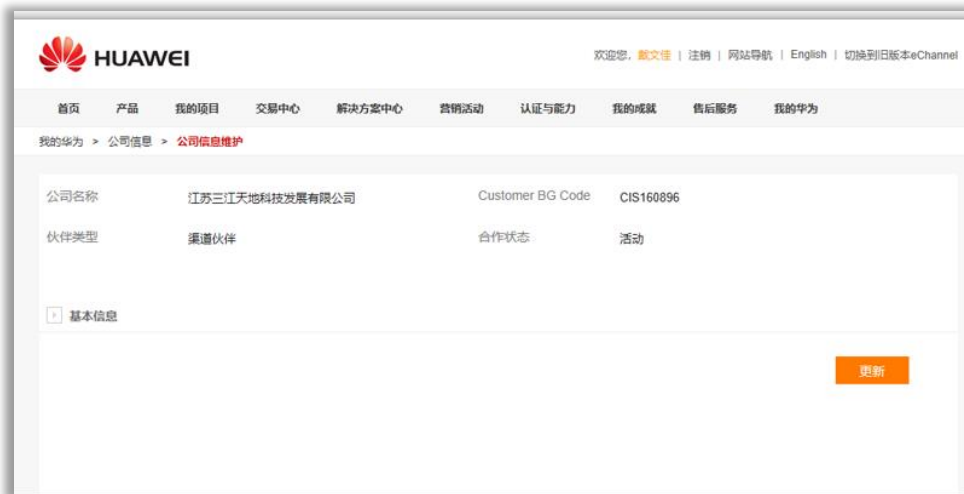 HUAWEI
欢迎您, 戴文佳 | 注销 | 网站导航 | English | 切换到旧版本eChannel
首页 产品 我的项目 交易中心 解决方案中心 营销活动 认证与能力 我的成就 售后服务 我的华为
我的华为 > 公司信息 > 公司信息维护
公司名称 江苏三江天地科技发展有限公司 Customer BG Code CIS160896
伙伴类型 渠道伙伴 合作状态 活动
基本信息
更新